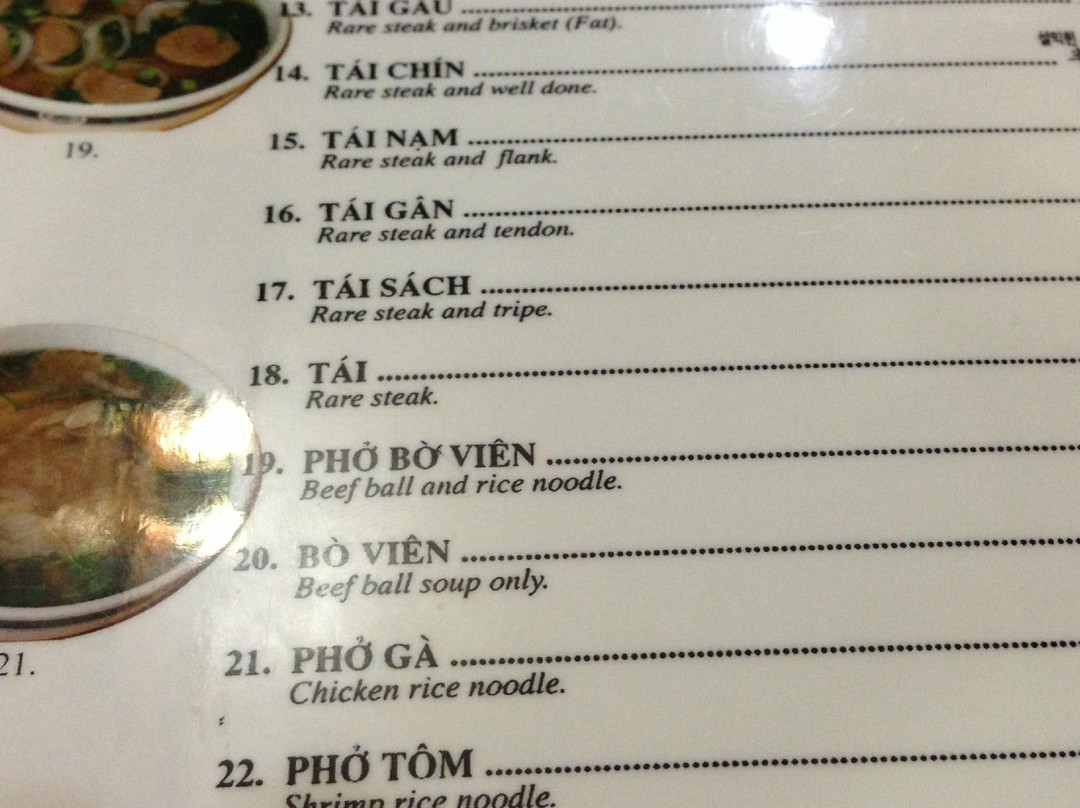 13. TÁI GẦU ........................
Rare steak and brisket (Fat).
14. TÁI CHÍN ........................
Rare steak and well done.
19.
15. TÁI NẠM ........................
Rare steak and flank.
16. TÁI GÂN ........................
Rare steak and tendon.
17. TÁI SÁCH ........................
Rare steak and tripe.
18. TÁI ........................
Rare steak.
19. PHỞ BỜ VIÊN ........................
Beef ball and rice noodle.
20. BÒ VIÊN ........................
Beef ball soup only.
21. PHỞ GÀ ........................
Chicken rice noodle.
21.
22. PHỞ TÔM ........................
Shrimp rice noodle.